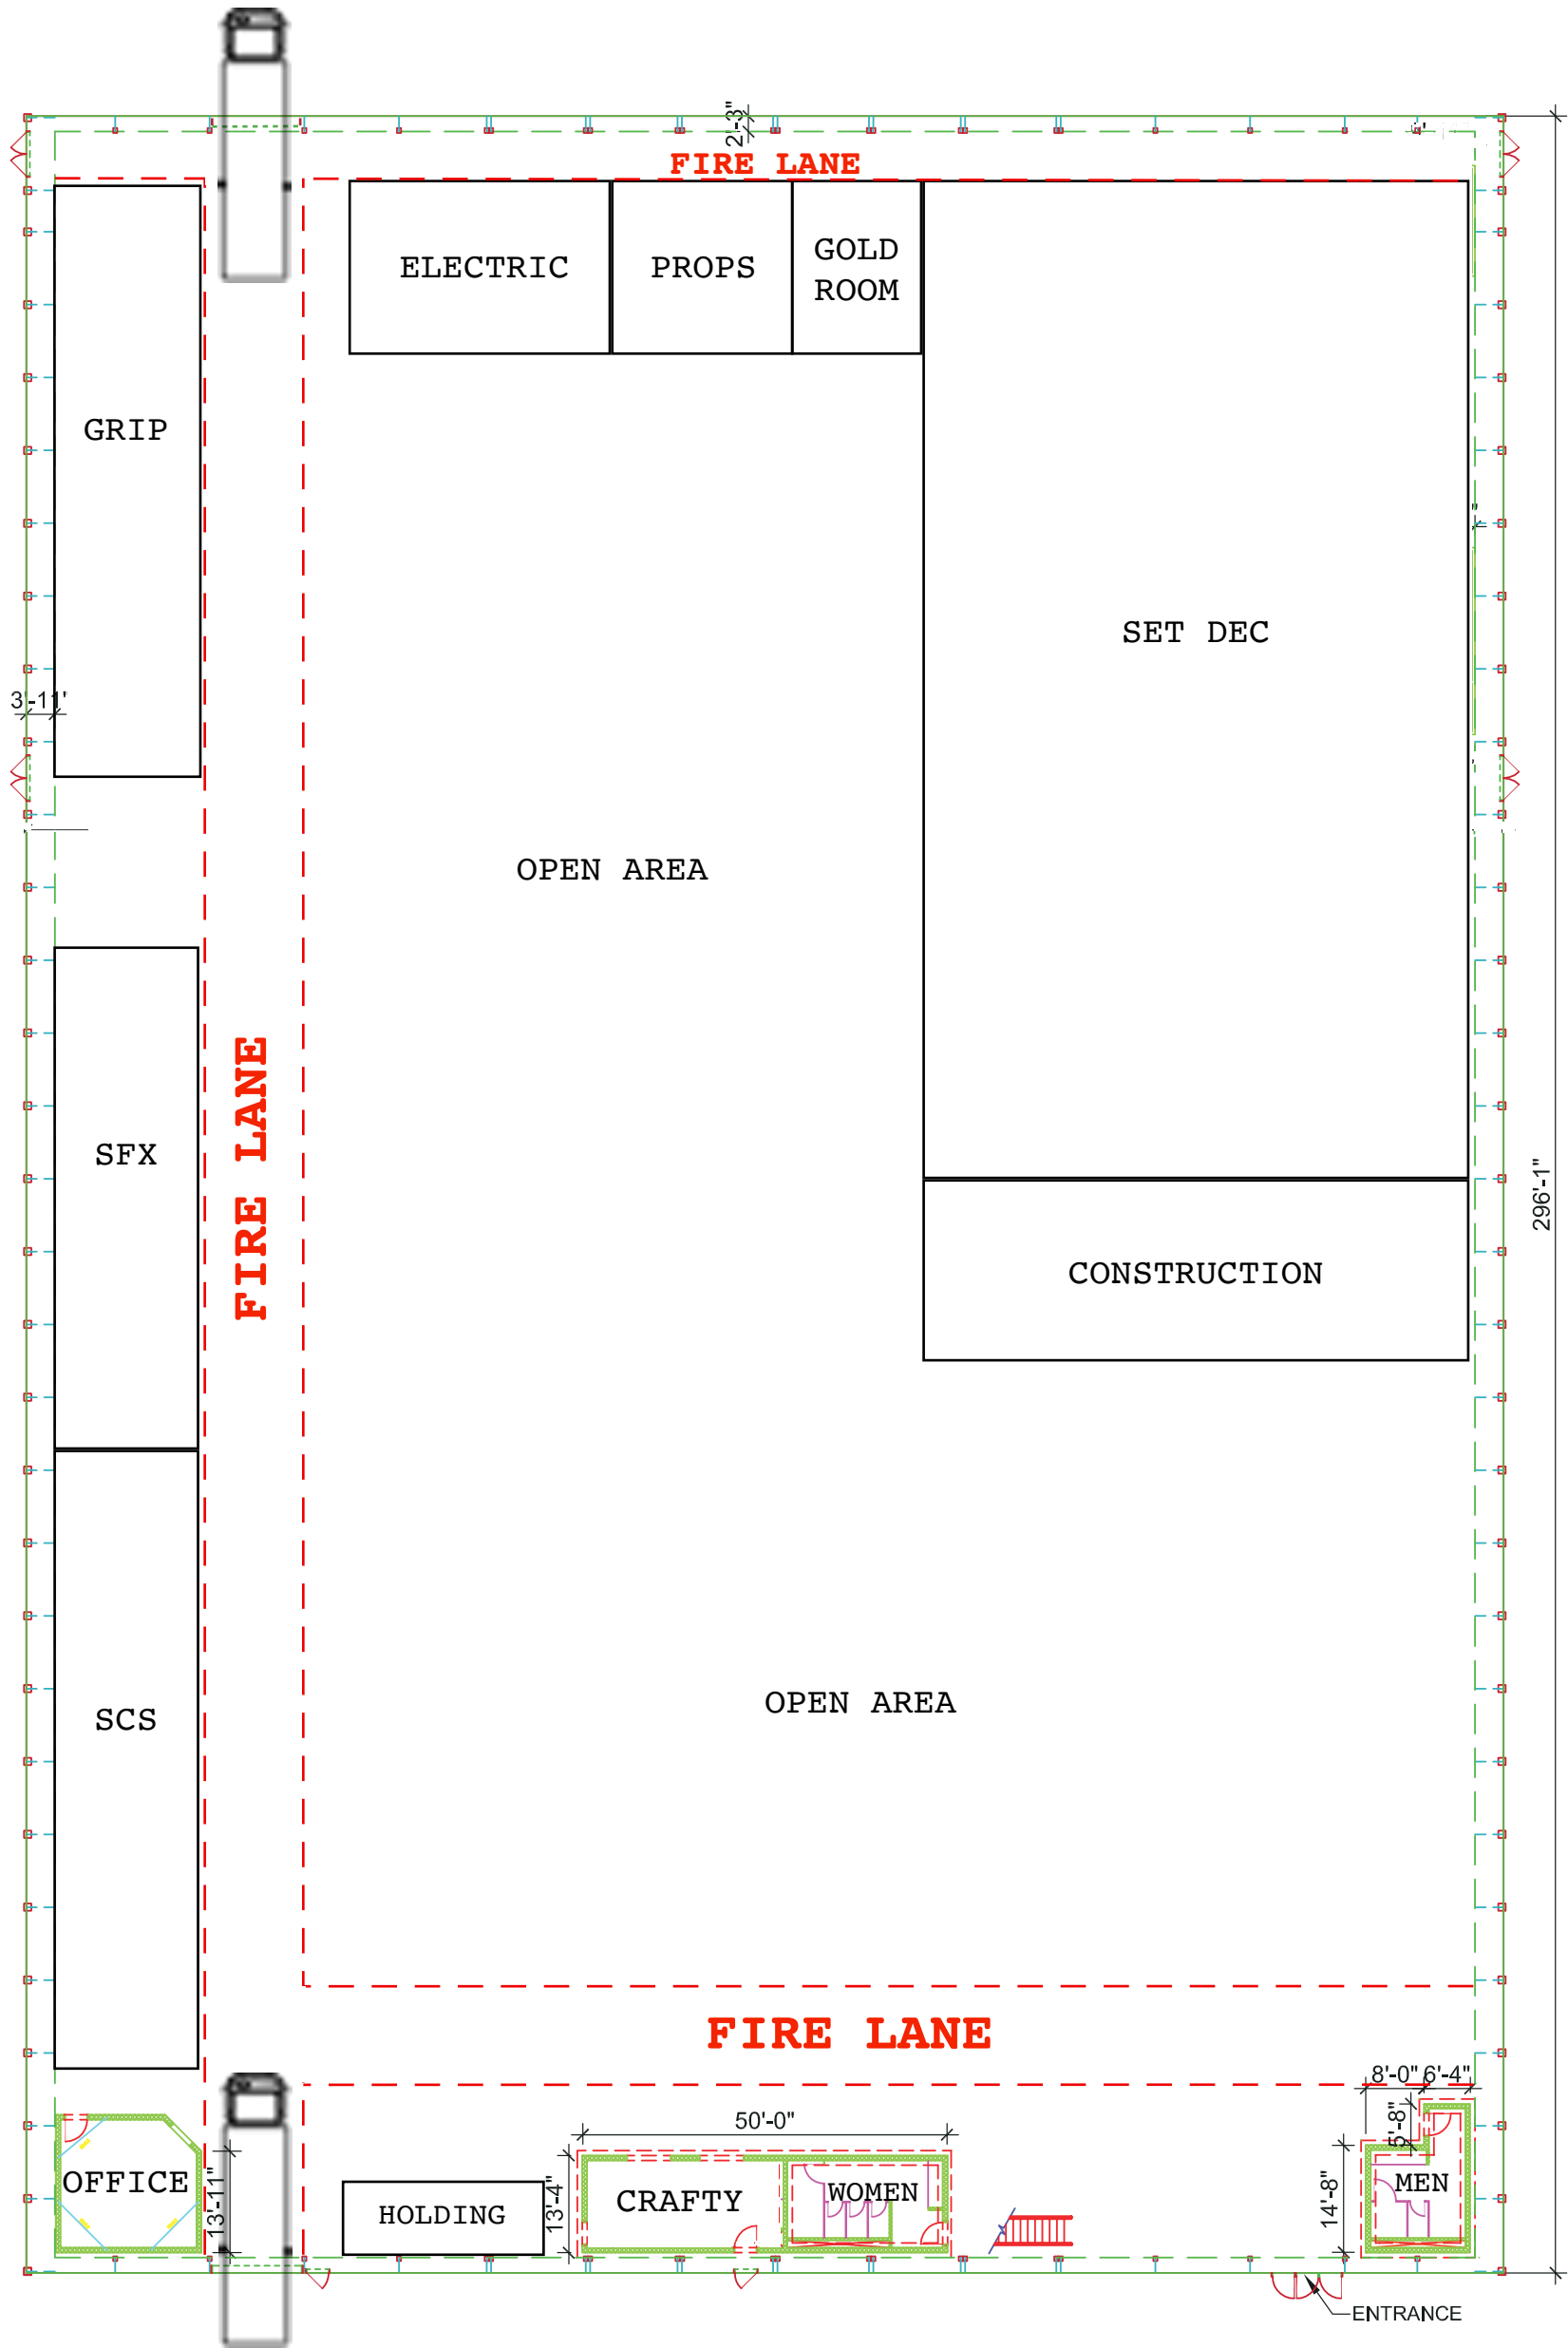 2'-3"
FIRE LANE
ELECTRIC
PROPS
GOLD
ROOM
GRIP
SET DEC
3'-11'
OPEN AREA
FIRE LANE
SFX
296'-1"
CONSTRUCTION
OPEN AREA
SCS
FIRE LANE
8'-0"
6'-4"
5'-8"
50'-0"
OFFICE
13'-11"
HOLDING
13'-4"
CRAFTY
WOMEN
14'-8"
MEN
ENTRANCE